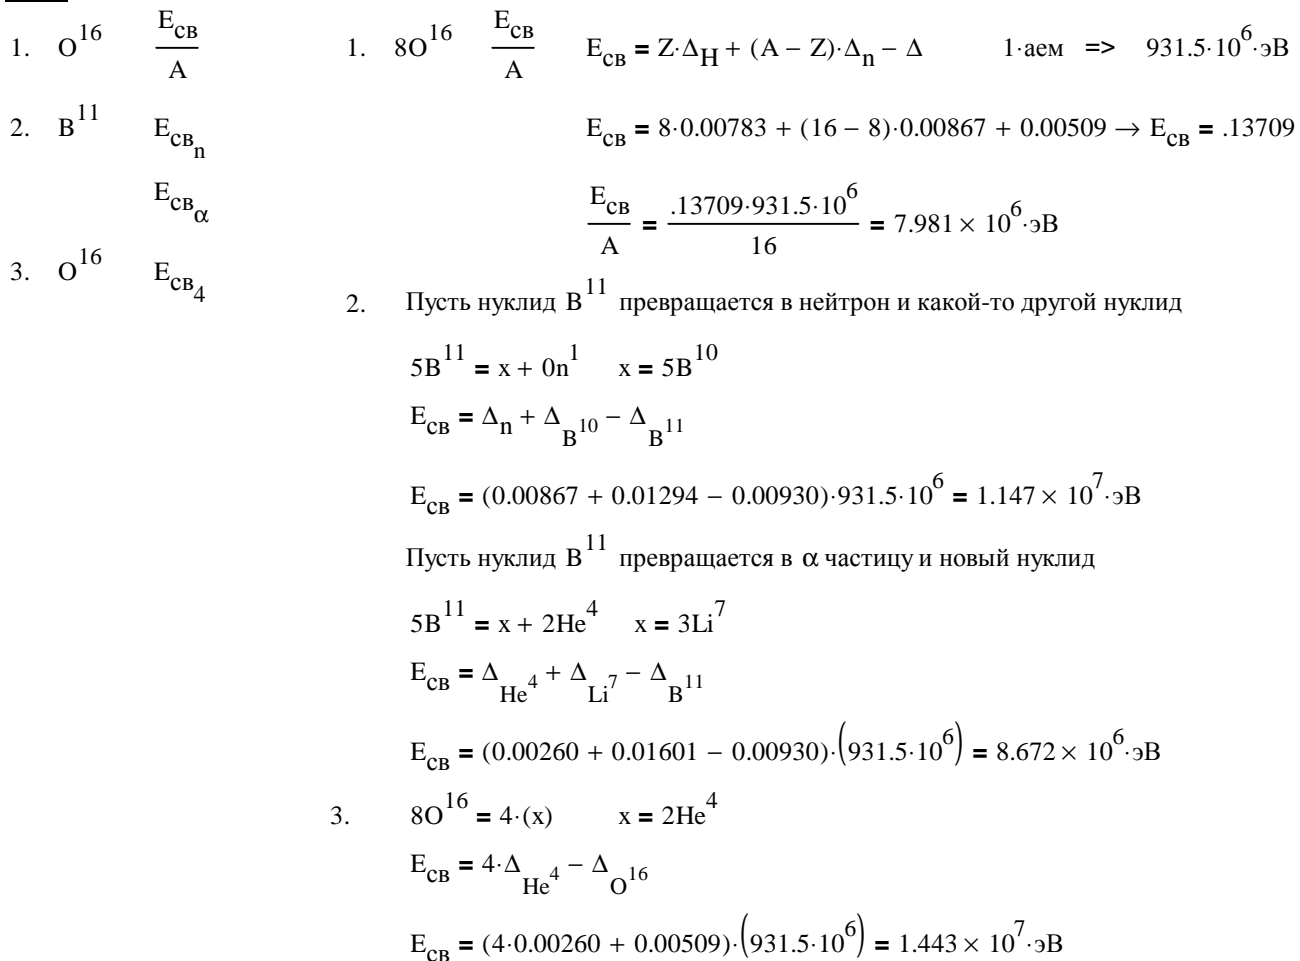 1. O^16 E_св/A
2. B^11 E_св_n
E_св_α
3. O^16 E_св_4
1. 8O^16 E_св/A E_св = Z·Δ_H + (A − Z)·Δ_n − Δ 1·аем => 931.5·10^6·эВ
E_св = 8·0.00783 + (16 − 8)·0.00867 + 0.00509 → E_св = .13709
E_св/A = .13709·931.5·10^6/16 = 7.981 × 10^6·эВ
2. Пусть нуклид B^11 превращается в нейтрон и какой-то другой нуклид
5B^11 = x + 0n^1 x = 5B^10
E_св = Δ_n + Δ_B^10 − Δ_B^11
E_св = (0.00867 + 0.01294 − 0.00930)·931.5·10^6 = 1.147 × 10^7·эВ
Пусть нуклид B^11 превращается в α частицу и новый нуклид
5B^11 = x + 2He^4 x = 3Li^7
E_св = Δ_He^4 + Δ_Li^7 − Δ_B^11
E_св = (0.00260 + 0.01601 − 0.00930)·(931.5·10^6) = 8.672 × 10^6·эВ
3. 8O^16 = 4·(x) x = 2He^4
E_св = 4·Δ_He^4 − Δ_O^16
E_св = (4·0.00260 + 0.00509)·(931.5·10^6) = 1.443 × 10^7·эВ